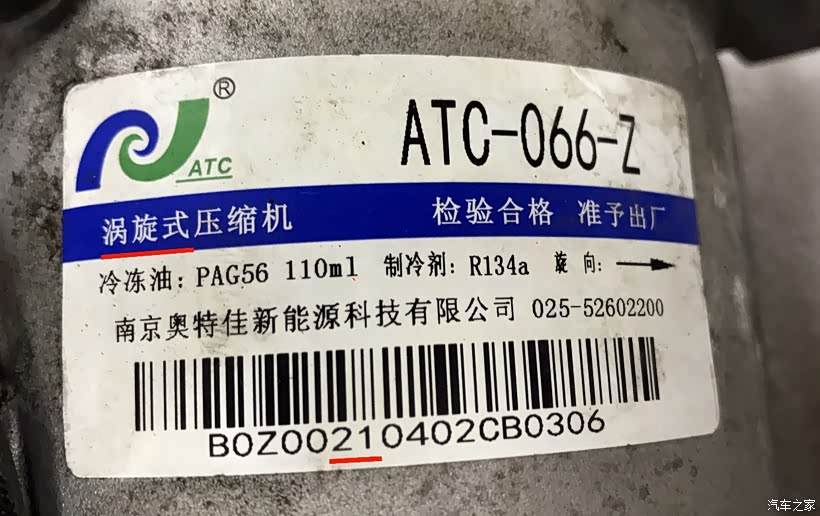 ®
ATC
ATC-066-Z
涡旋式压缩机 检验合格 准予出厂
冷冻油: PAG56 110ml 制冷剂: R134a 旋 向:
南京奥特佳新能源科技有限公司 025-52602200
B0Z00210402CB0306
汽车之家